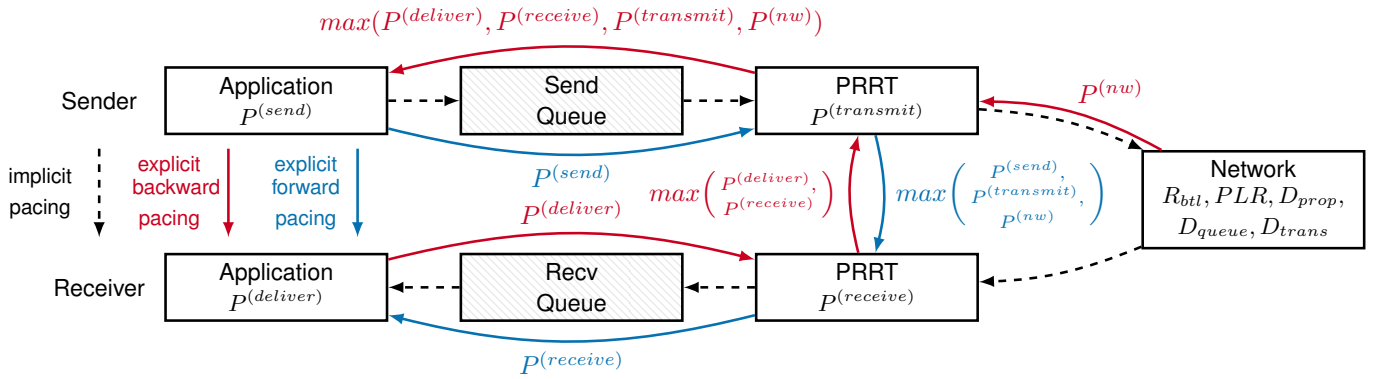 max(P^(deliver), P^(receive), P^(transmit), P^(nw))
Sender
Application
P^(send)
Send
Queue
PRRT
P^(transmit)
P^(nw)
P^(send)
implicit
pacing
explicit
backward
pacing
explicit
forward
pacing
max(P^(deliver),
P^(receive))
max(P^(send),
P^(transmit),
P^(nw))
Network
R_btl, PLR, D_prop,
D_queue, D_trans
P^(deliver)
Receiver
Application
P^(deliver)
Recv
Queue
PRRT
P^(receive)
P^(receive)